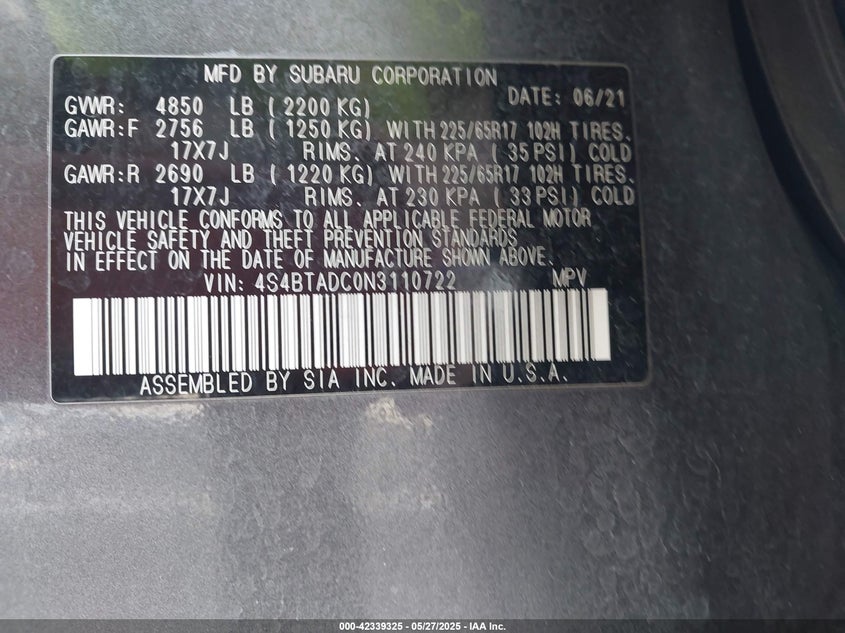 MFD BY SUBARU CORPORATION
DATE: 06/21
GVWR: 4850 LB (2200 KG)
GAWR:F 2756 LB (1250 KG) WITH 225/65R17 102H TIRES.
17X7J RIMS. AT 240 KPA (35 PSI) COLD
GAWR:R 2690 LB (1220 KG) WITH 225/65R17 102H TIRES.
17X7J RIMS. AT 230 KPA (33 PSI) COLD
THIS VEHICLE CONFORMS TO ALL APPLICABLE FEDERAL MOTOR
VEHICLE SAFETY AND THEFT PREVENTION STANDARDS
IN EFFECT ON THE DATE OF MANUFACTURE SHOWN ABOVE.
VIN: 4S4BTADC0N3110722 MPV
ASSEMBLED BY SIA INC. MADE IN U.S.A.
000-42339325 - 05/27/2025 - IAA Inc.